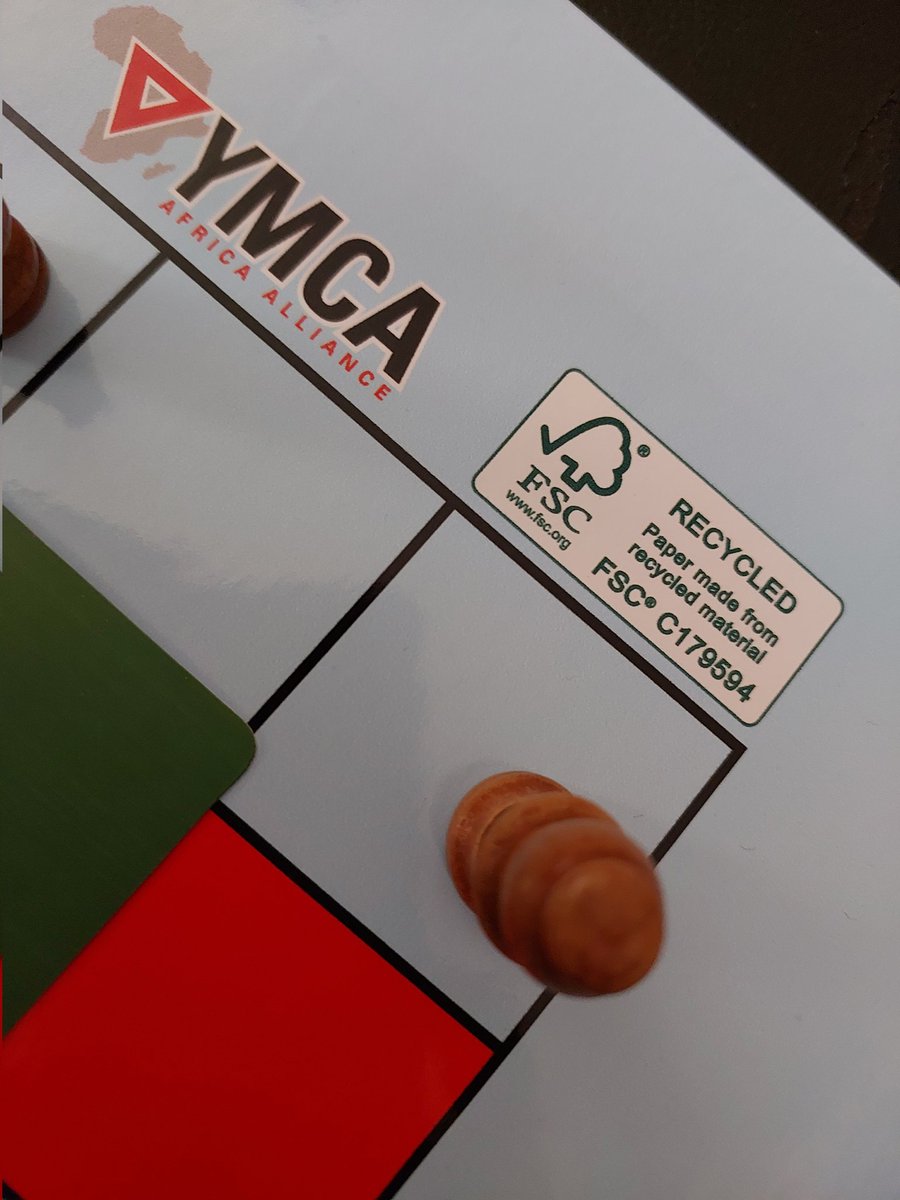 YMCA
AFRICA ALLIANCE
FSC
www.fsc.org
®
RECYCLED
Paper made from
recycled material
FSC® C179594